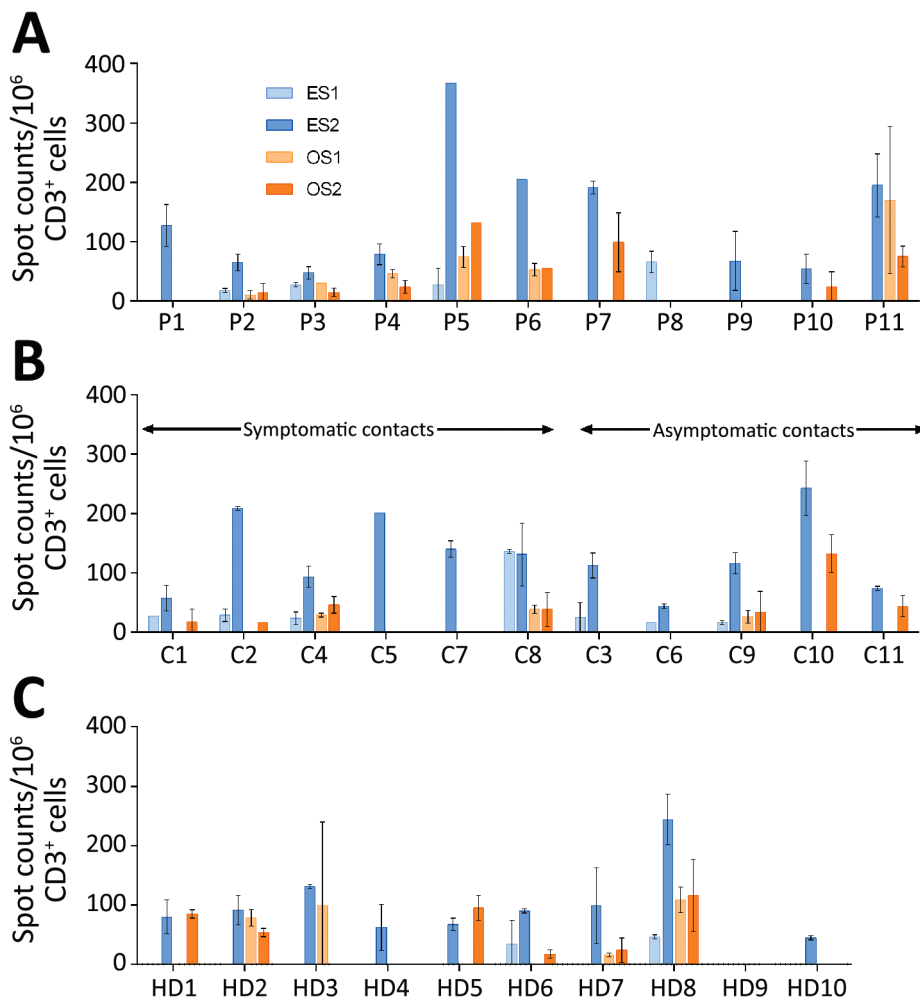 A
Spot counts/10⁶
CD3⁺ cells
400
300
200
100
0
ES1
ES2
OS1
OS2
P1 P2 P3 P4 P5 P6 P7 P8 P9 P10 P11
B
Spot counts/10⁶
CD3⁺ cells
400
300
200
100
0
Symptomatic contacts Asymptomatic contacts
C1 C2 C4 C5 C7 C8 C3 C6 C9 C10 C11
C
Spot counts/10⁶
CD3⁺ cells
400
300
200
100
0
HD1 HD2 HD3 HD4 HD5 HD6 HD7 HD8 HD9 HD10